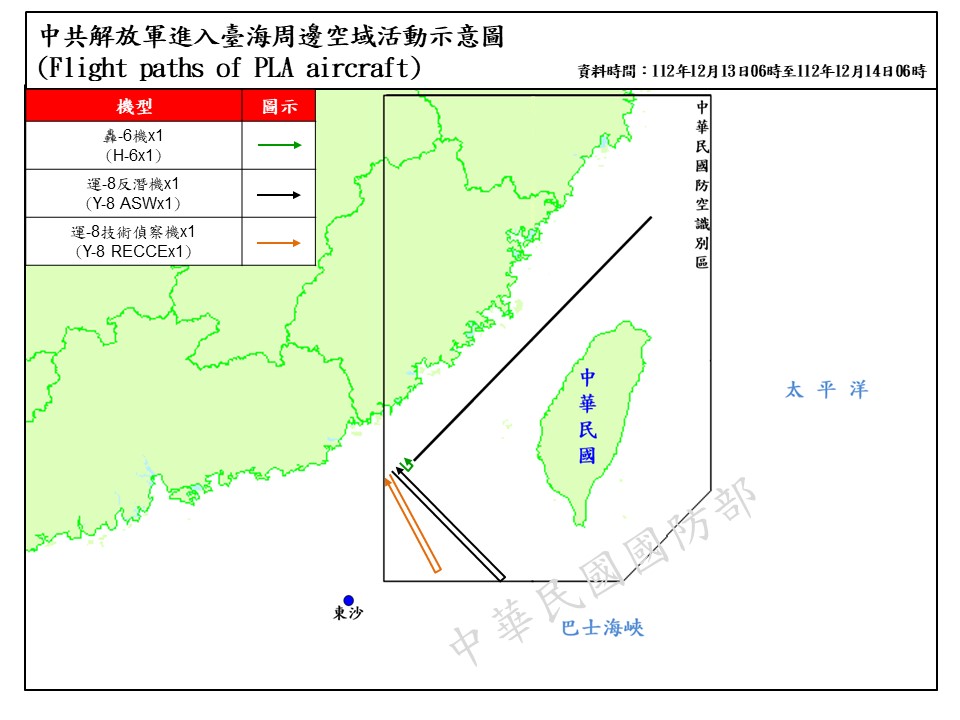 中共解放軍進入臺海周邊空域活動示意圖
(Flight paths of PLA aircraft)
資料時間：112年12月13日06時至112年12月14日06時
機型 圖示
轟-6機x1
（H-6x1）
運-8反潛機x1
（Y-8 ASWx1）
運-8技術偵察機x1
（Y-8 RECCEx1）
中華民國防空識別區
中華民國
太平洋
東沙
巴士海峽
中華民國國防部